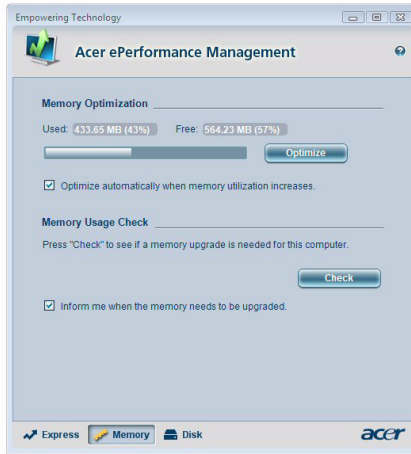 Empowering Technology
Acer ePerformance Management
Memory Optimization
Used: 433.65 MB (43%) Free: 564.23 MB (57%)
Optimize
Optimize automatically when memory utilization increases.
Memory Usage Check
Press "Check" to see if a memory upgrade is needed for this computer.
Check
Inform me when the memory needs to be upgraded.
Express Memory Disk acer